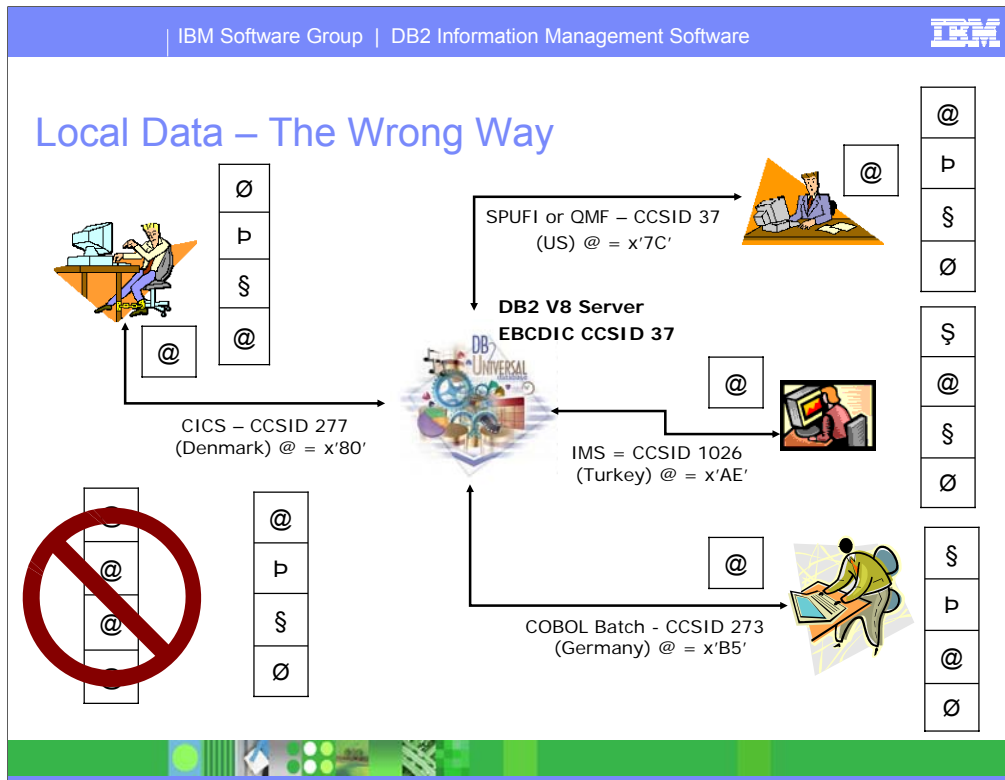 IBM Software Group | DB2 Information Management Software
IBM
Local Data – The Wrong Way
Ø
Þ
§
@
@
CICS – CCSID 277
(Denmark) @ = x'80'
SPUFI or QMF – CCSID 37
(US) @ = x'7C'
@
@
Þ
§
Ø
DB2 V8 Server
EBCDIC CCSID 37
DB2
UNIVERSAL
@
IMS = CCSID 1026
(Turkey) @ = x'AE'
Ş
@
§
Ø
@
@
@
@
@
Þ
§
Ø
@
COBOL Batch - CCSID 273
(Germany) @ = x'B5'
§
Þ
@
Ø